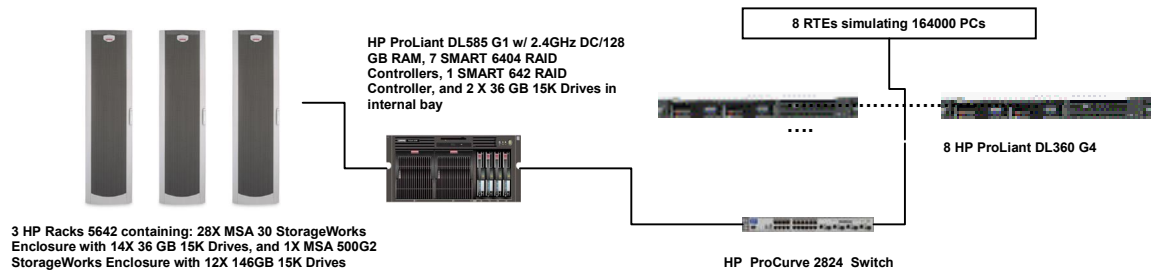 8 RTEs simulating 164000 PCs
HP ProLiant DL585 G1 w/ 2.4GHz DC/128
GB RAM, 7 SMART 6404 RAID
Controllers, 1 SMART 642 RAID
Controller, and 2 X 36 GB 15K Drives in
internal bay
8 HP ProLiant DL360 G4
3 HP Racks 5642 containing: 28X MSA 30 StorageWorks
Enclosure with 14X 36 GB 15K Drives, and 1X MSA 500G2
StorageWorks Enclosure with 12X 146GB 15K Drives
HP ProCurve 2824 Switch